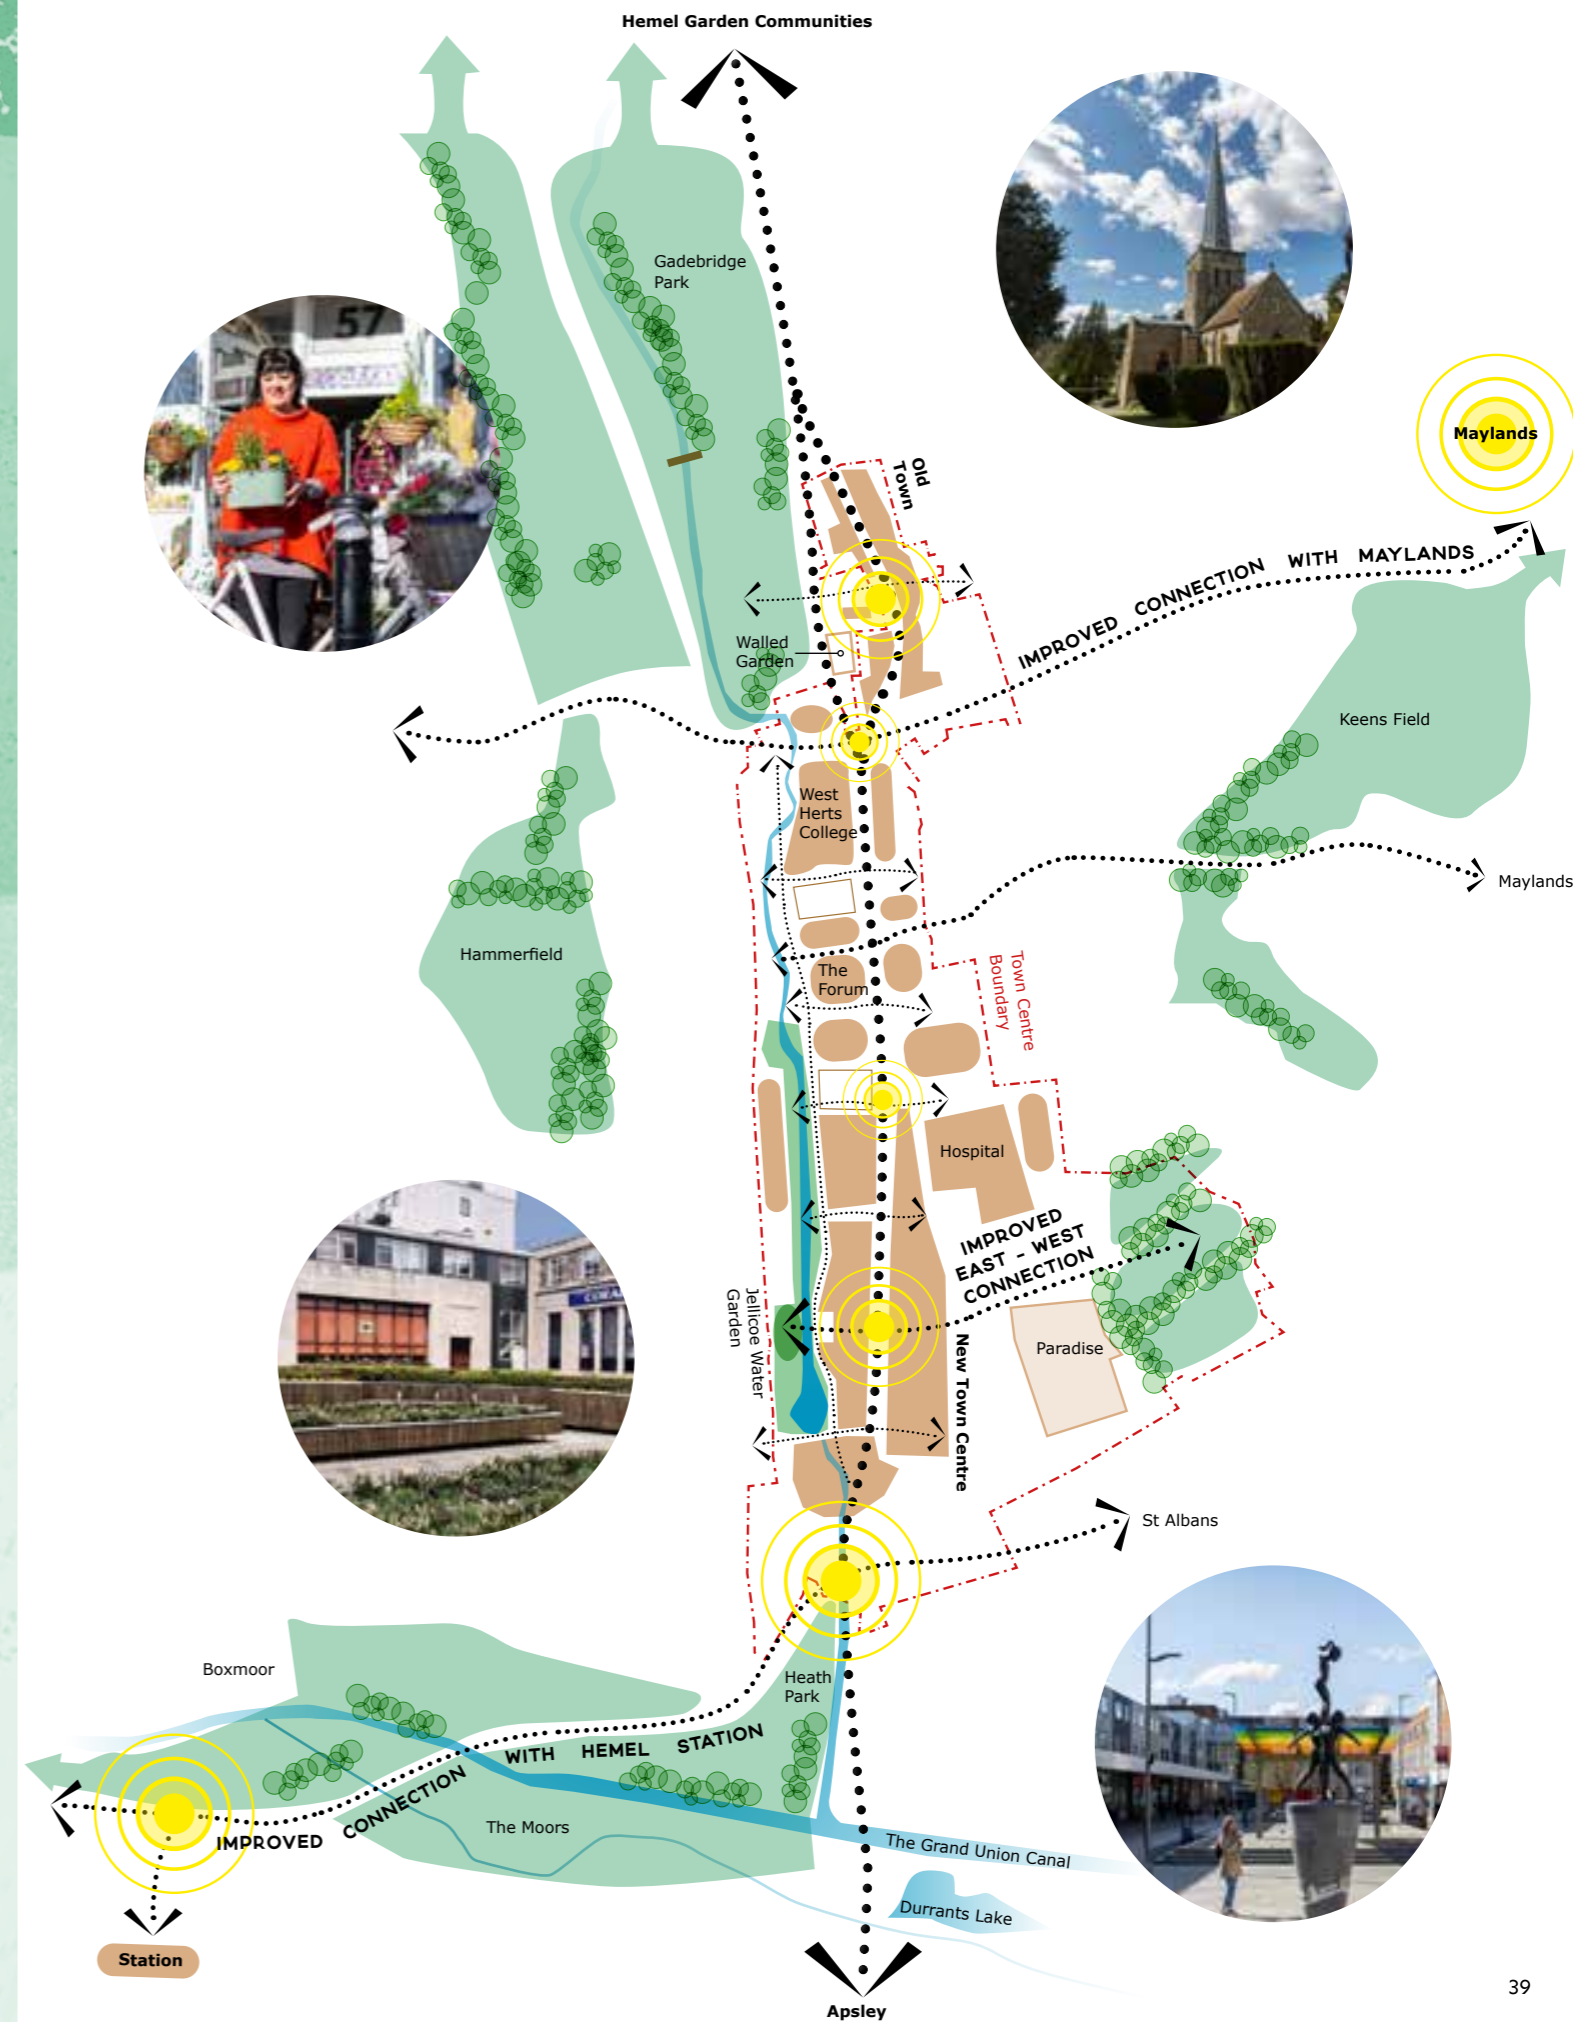 Hemel Garden Communities
Gadebridge
Park
57
Maylands
Old
Town
IMPROVED CONNECTION WITH MAYLANDS
Walled
Garden
Keens Field
West
Herts
College
Maylands
Hammerfield
The
Forum
Town Centre
Boundary
Hospital
IMPROVED
EAST - WEST
CONNECTION
Jellicoe Water
Garden
Paradise
New Town Centre
St Albans
Boxmoor
Heath
Park
IMPROVED CONNECTION WITH HEMEL STATION
The Moors
The Grand Union Canal
Durrants Lake
Station
Apsley
39